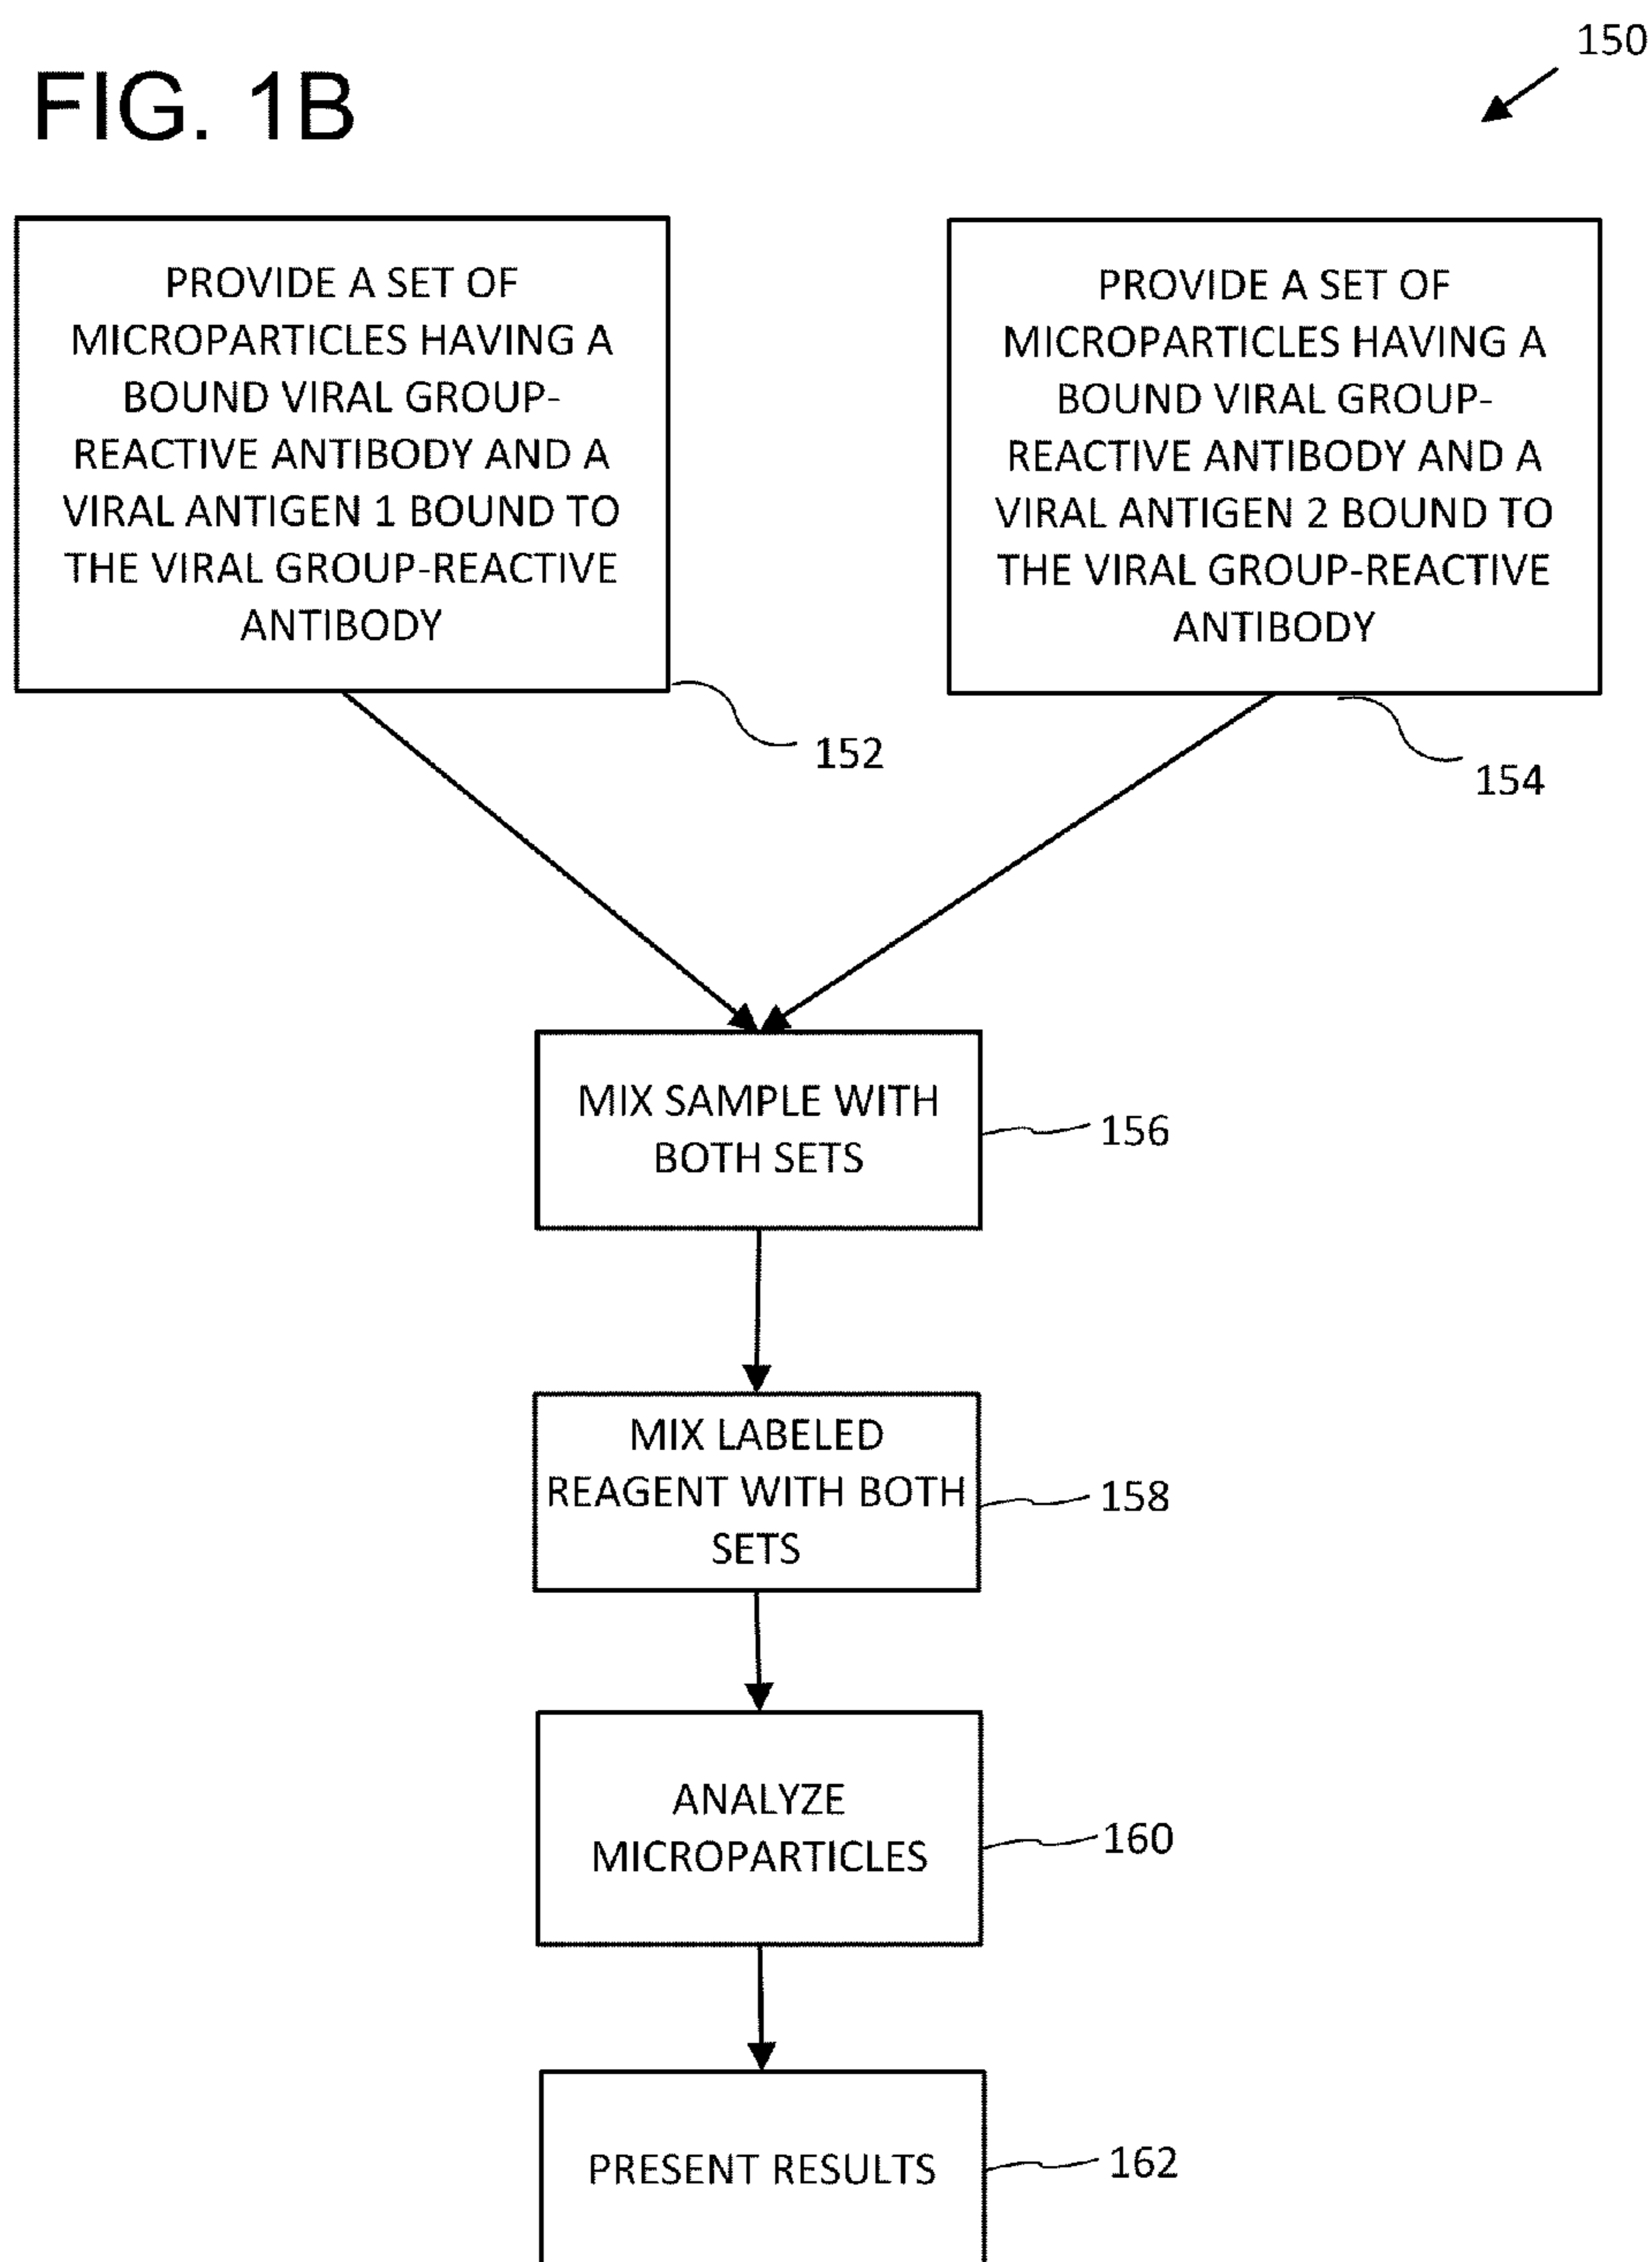 150
FIG. 1B
PROVIDE A SET OF
MICROPARTICLES HAVING A
BOUND VIRAL GROUP-
REACTIVE ANTIBODY AND A
VIRAL ANTIGEN 1 BOUND TO
THE VIRAL GROUP-REACTIVE
ANTIBODY
152
PROVIDE A SET OF
MICROPARTICLES HAVING A
BOUND VIRAL GROUP-
REACTIVE ANTIBODY AND A
VIRAL ANTIGEN 2 BOUND TO
THE VIRAL GROUP-REACTIVE
ANTIBODY
154
MIX SAMPLE WITH
BOTH SETS
156
MIX LABELED
REAGENT WITH BOTH
SETS
158
ANALYZE
MICROPARTICLES
160
PRESENT RESULTS
162